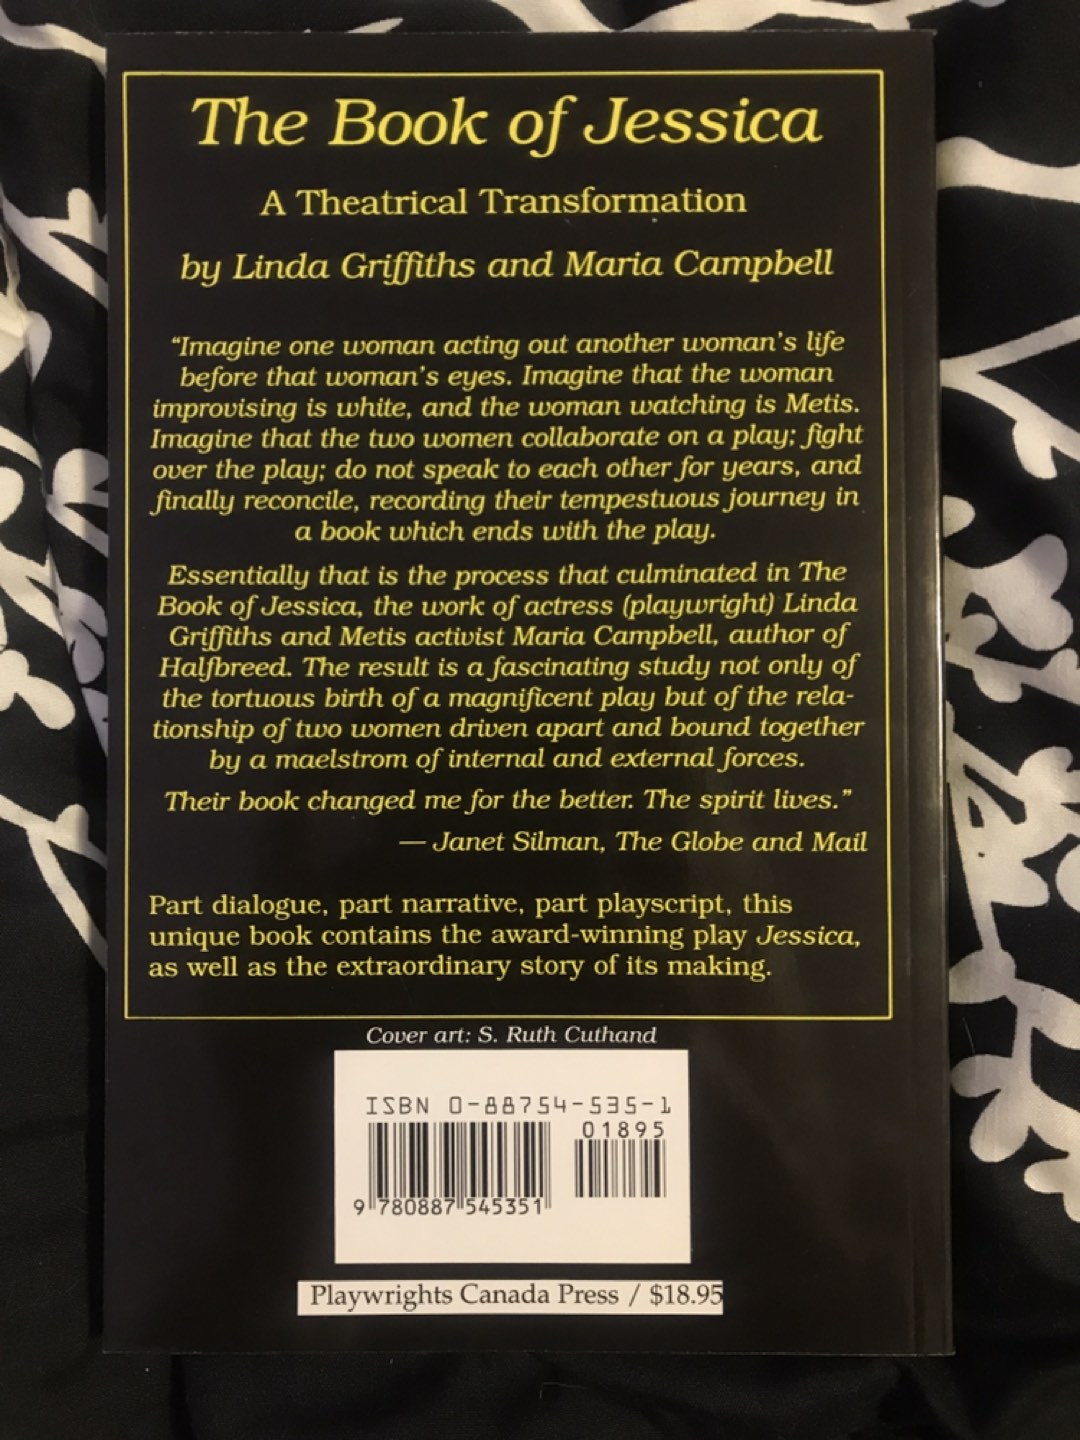 The Book of Jessica
A Theatrical Transformation
by Linda Griffiths and Maria Campbell
“Imagine one woman acting out another woman’s life
before that woman’s eyes. Imagine that the woman
improvising is white, and the woman watching is Metis.
Imagine that the two women collaborate on a play; fight
over the play; do not speak to each other for years, and
finally reconcile, recording their tempestuous journey in
a book which ends with the play.
Essentially that is the process that culminated in The
Book of Jessica, the work of actress (playwright) Linda
Griffiths and Metis activist Maria Campbell, author of
Halfbreed. The result is a fascinating study not only of
the tortuous birth of a magnificent play but of the rela-
tionship of two women driven apart and bound together
by a maelstrom of internal and external forces.
Their book changed me for the better. The spirit lives.”
— Janet Silman, The Globe and Mail
Part dialogue, part narrative, part playscript, this
unique book contains the award-winning play Jessica,
as well as the extraordinary story of its making.
Cover art: S. Ruth Cuthand
ISBN 0-88754-535-1
01895
9 780887 545351
Playwrights Canada Press / $18.95